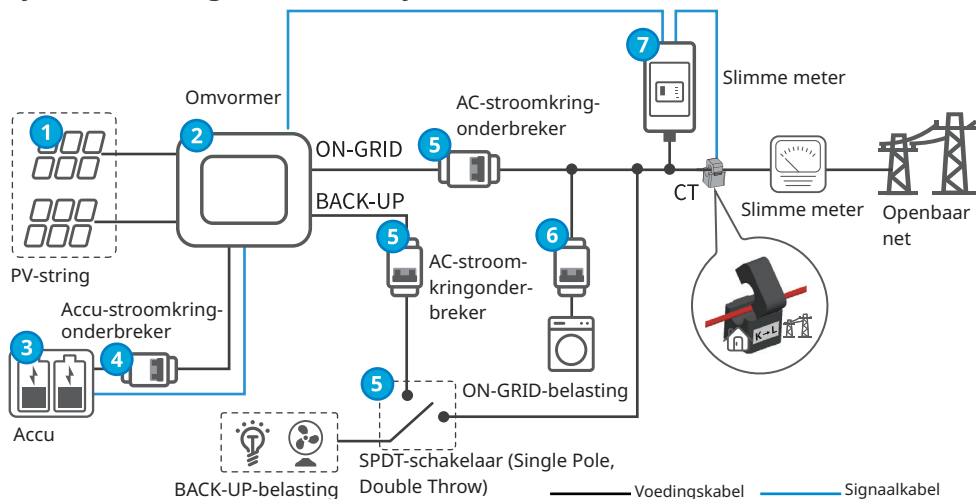 7
Slimme meter
Omvormer
AC-stroomkring-
onderbreker
1
2
ON-GRID
5
BACK-UP
CT
Slimme meter
Openbaar
net
5
6
AC-stroom-
kringonder-
breker
PV-string
Accu-stroomkring-
onderbreker
K→L
3
4
5
ON-GRID-belasting
Accu
SPDT-schakelaar (Single Pole,
Double Throw)
BACK-UP-belasting
Voedingskabel
Signaalkabel